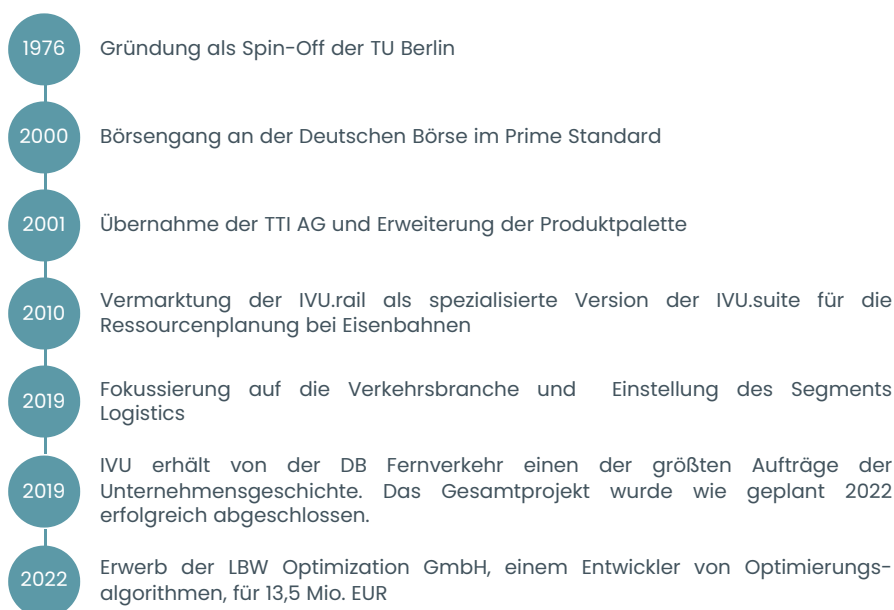 1976
Gründung als Spin-Off der TU Berlin
2000
Börsengang an der Deutschen Börse im Prime Standard
2001
Übernahme der TTI AG und Erweiterung der Produktpalette
2010
Vermarktung der IVU.rail als spezialisierte Version der IVU.suite für die
Ressourcenplanung bei Eisenbahnen
2019
Fokussierung auf die Verkehrsbranche und Einstellung des Segments
Logistics
2019
IVU erhält von der DB Fernverkehr einen der größten Aufträge der
Unternehmensgeschichte. Das Gesamtprojekt wurde wie geplant 2022
erfolgreich abgeschlossen.
2022
Erwerb der LBW Optimization GmbH, einem Entwickler von Optimierungs-
algorithmen, für 13,5 Mio. EUR